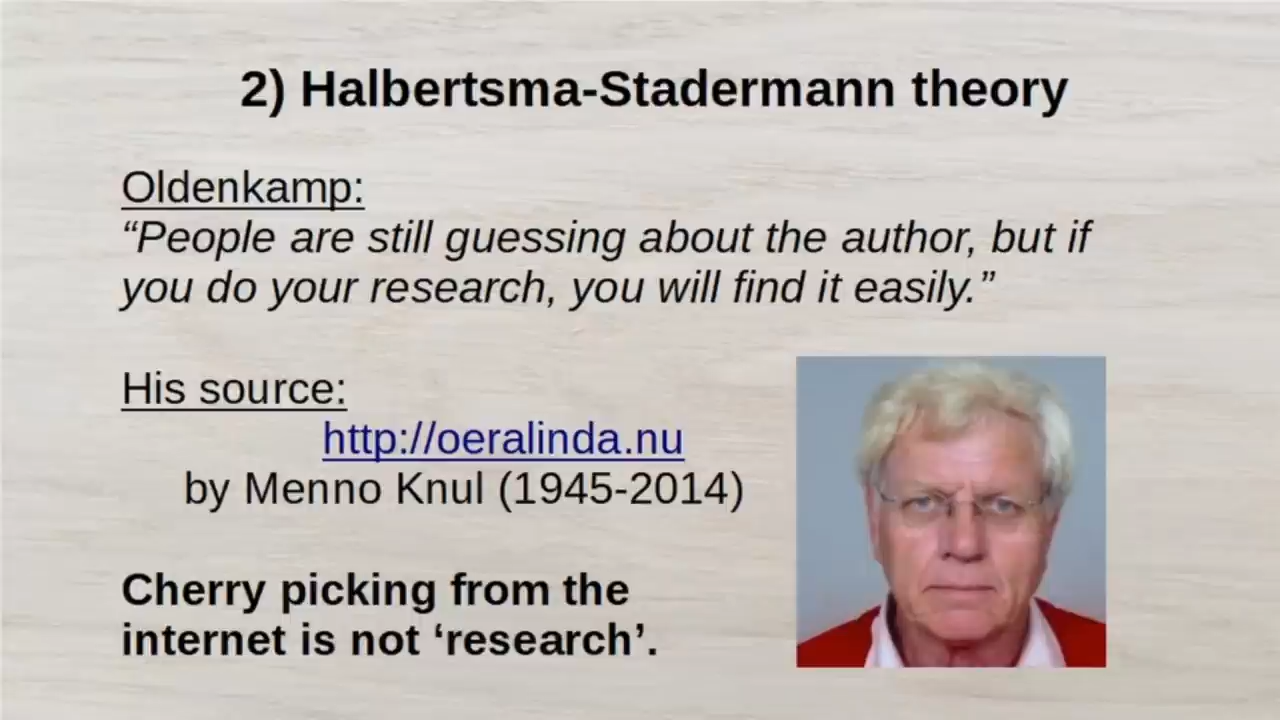 2) Halbertsma-Stadermann theory
Oldenkamp:
“People are still guessing about the author, but if
you do your research, you will find it easily.”
His source:
http://oeralinda.nu
by Menno Knul (1945-2014)
Cherry picking from the
internet is not ‘research’.